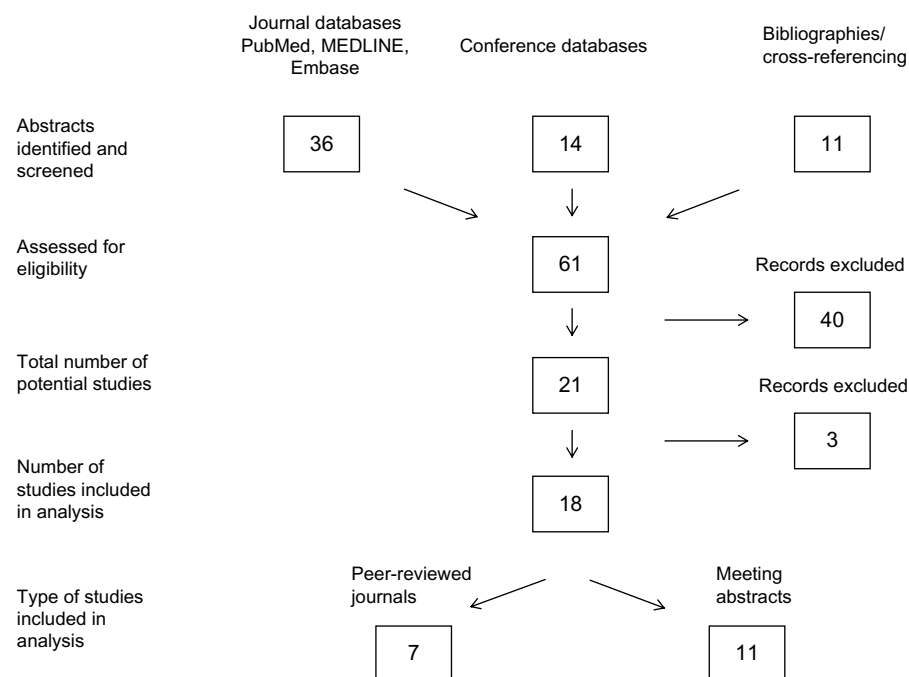 Journal databases
PubMed, MEDLINE,
Embase
Conference databases
Bibliographies/
cross-referencing
Abstracts
identified and
screened
36
14
11
Assessed for
eligibility
61
Records excluded
40
Total number of
potential studies
21
Records excluded
3
Number of
studies included
in analysis
18
Type of studies
included in
analysis
Peer-reviewed
journals
7
Meeting
abstracts
11